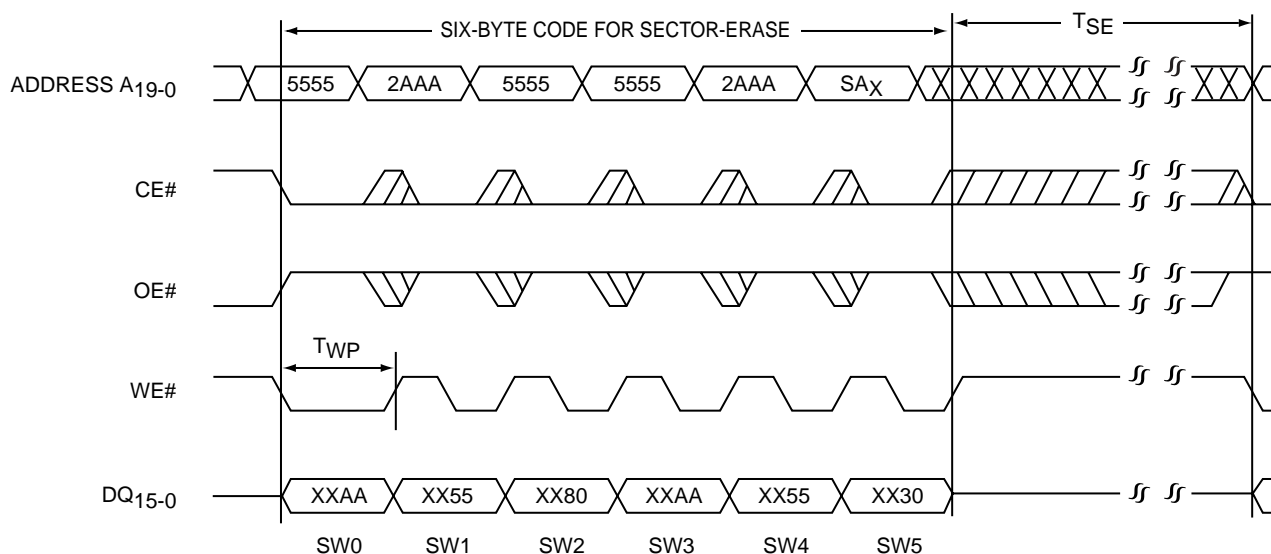 SIX-BYTE CODE FOR SECTOR-ERASE TSE
ADDRESS A19-0 5555 2AAA 5555 5555 2AAA SAX
CE#
OE#
TWP
WE#
DQ15-0 XXAA XX55 XX80 XXAA XX55 XX30
SW0 SW1 SW2 SW3 SW4 SW5